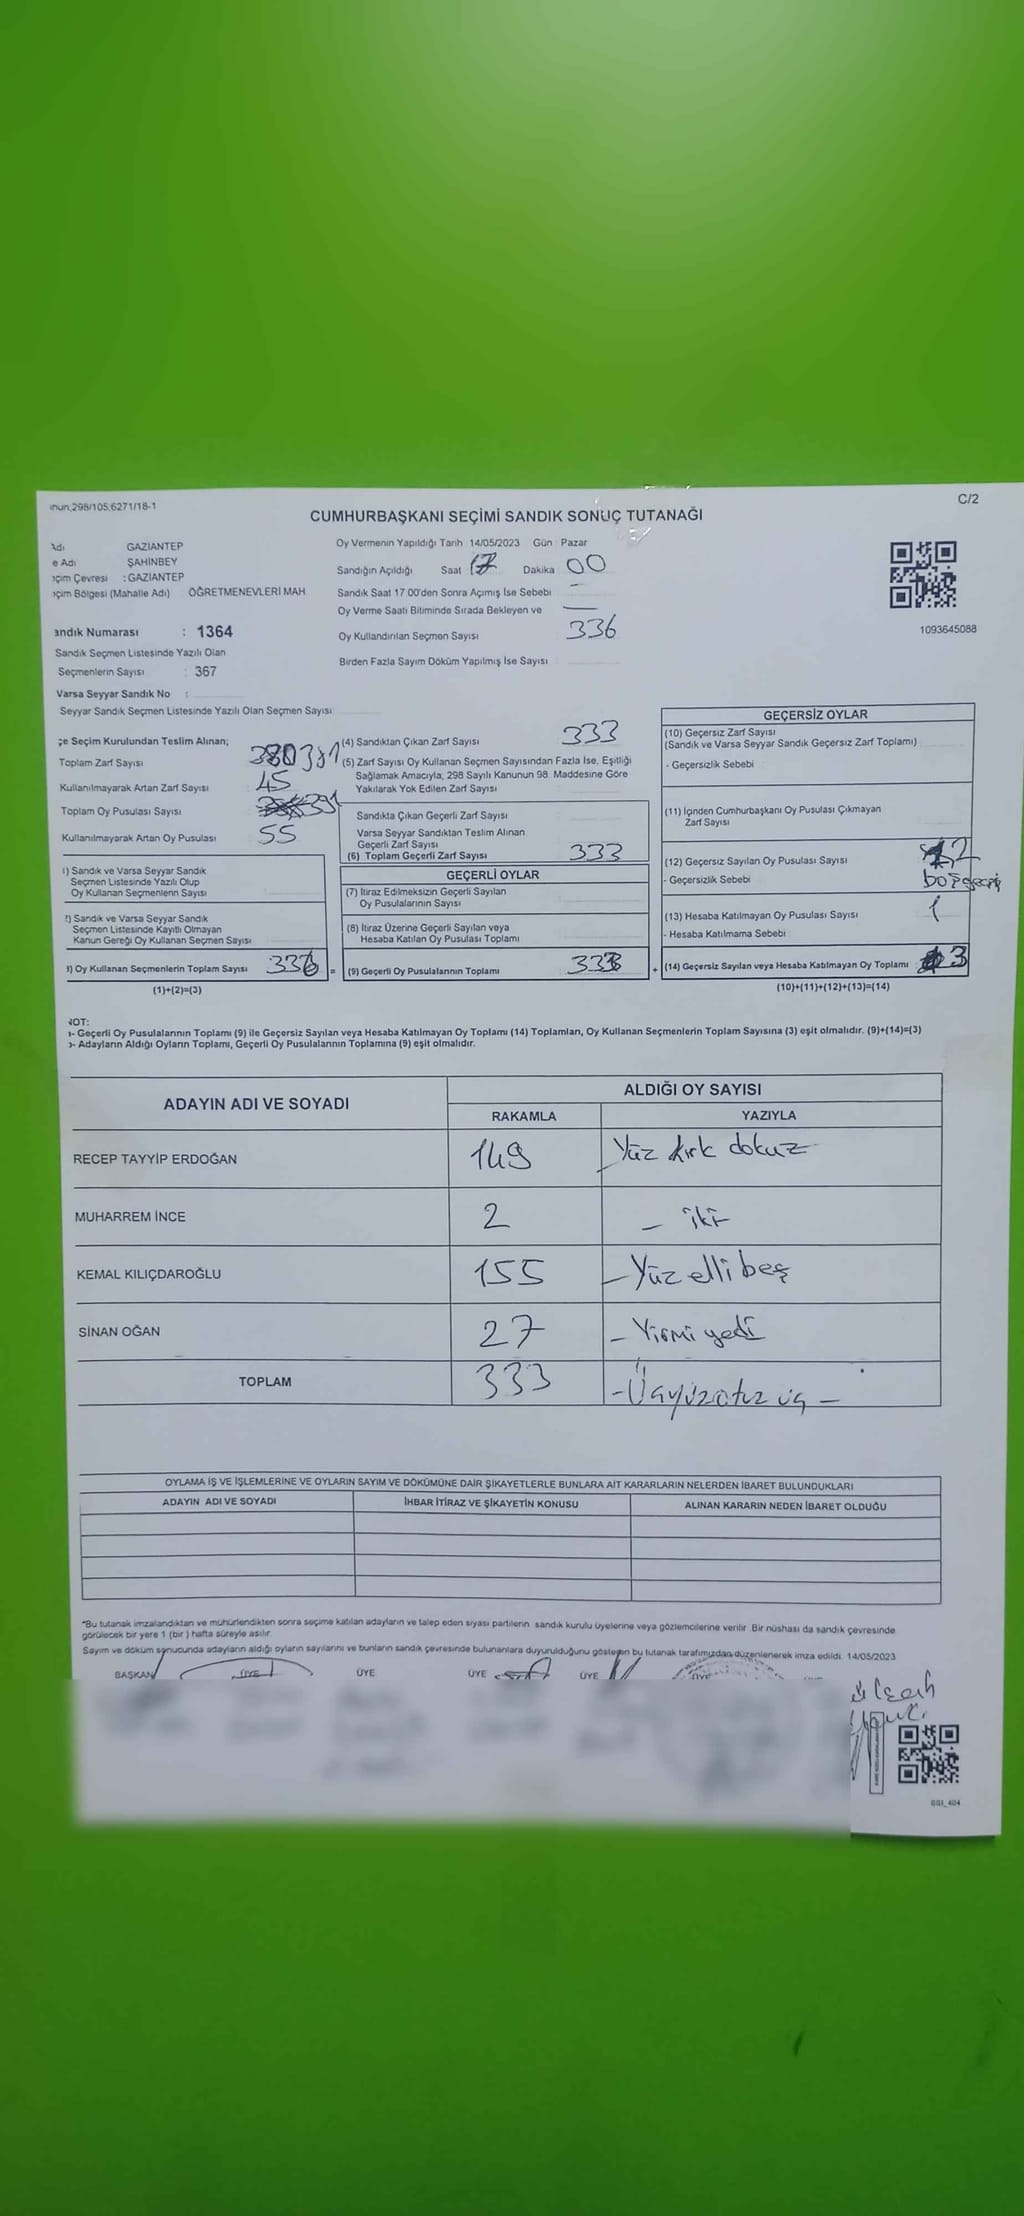 nun:298/105:6271/18-1
C/2
CUMHURBAŞKANI SEÇİMİ SANDIK SONUÇ TUTANAĞI
Adı GAZİANTEP
e Adı ŞAHİNBEY
eçim Çevresi : GAZİANTEP
eçim Bölgesi (Mahalle Adı) ÖĞRETMENEVLERİ MAH.
andık Numarası : 1364
Sandık Seçmen Listesinde Yazılı Olan
Seçmenlerin Sayısı : 367
Varsa Seyyar Sandık No :
Seyyar Sandık Seçmen Listesinde Yazılı Olan Seçmen Sayısı:
Oy Vermenin Yapıldığı Tarih 14/05/2023 Gün Pazar
Sandığın Açıldığı Saat 17 Dakika 00
Sandık Saat 17.00'den Sonra Açımış İse Sebebi
Oy Verme Saati Bitiminde Sırada Bekleyen ve
Oy Kullandırılan Seçmen Sayısı 336
Birden Fazla Sayım Döküm Yapılmış İse Sayısı
1093645088
çe Seçim Kurulundan Teslim Alınan;
Toplam Zarf Sayısı 380 381
Kullanılmayarak Artan Zarf Sayısı 45
Toplam Oy Pusulası Sayısı 391
Kullanılmayarak Artan Oy Pusulası 55
1) Sandık ve Varsa Seyyar Sandık
Seçmen Listesinde Yazılı Olup
Oy Kullanan Seçmenlerin Sayısı
2) Sandık ve Varsa Seyyar Sandık
Seçmen Listesinde Kayıtlı Olmayan
Kanun Gereği Oy Kullanan Seçmen Sayısı
3) Oy Kullanan Seçmenlerin Toplam Sayısı 336 =
(1)+(2)=(3)
(4) Sandıktan Çıkan Zarf Sayısı 333
(5) Zarf Sayısı Oy Kullanan Seçmen Sayısından Fazla İse, Eşitliği
Sağlamak Amacıyla; 298 Sayılı Kanunun 98. Maddesine Göre
Yakılarak Yok Edilen Zarf Sayısı
Sandıkta Çıkan Geçerli Zarf Sayısı
Varsa Seyyar Sandıktan Teslim Alınan
Geçerli Zarf Sayısı
(6) Toplam Geçerli Zarf Sayısı 333
GEÇERLİ OYLAR
(7) İtiraz Edilmeksizin Geçerli Sayılan
Oy Pusulalarının Sayısı
(8) İtiraz Üzerine Geçerli Sayılan veya
Hesaba Katılan Oy Pusulası Toplamı
(9) Geçerli Oy Pusulalarının Toplamı 333 +
GEÇERSİZ OYLAR
(10) Geçersiz Zarf Sayısı
(Sandık ve Varsa Seyyar Sandık Geçersiz Zarf Toplamı)
- Geçersizlik Sebebi
(11) İçinden Cumhurbaşkanı Oy Pusulası Çıkmayan
Zarf Sayısı
(12) Geçersiz Sayılan Oy Pusulası Sayısı 2
- Geçersizlik Sebebi boş
(13) Hesaba Katılmayan Oy Pusulası Sayısı 1
- Hesaba Katılmama Sebebi
(14) Geçersiz Sayılan veya Hesaba Katılmayan Oy Toplamı 3
(10)+(11)+(12)+(13)=(14)
NOT:
- Geçerli Oy Pusulalarının Toplamı (9) ile Geçersiz Sayılan veya Hesaba Katılmayan Oy Toplamı (14) Toplamları, Oy Kullanan Seçmenlerin Toplam Sayısına (3) eşit olmalıdır. (9)+(14)=(3)
- Adayların Aldığı Oyların Toplamı, Geçerli Oy Pusulalarının Toplamına (9) eşit olmalıdır.
ADAYIN ADI VE SOYADI ALDIĞI OY SAYISI
RAKAMLA YAZIYLA
RECEP TAYYİP ERDOĞAN 149 Yüz kırk dokuz
MUHARREM İNCE 2 - iki
KEMAL KILIÇDAROĞLU 155 - Yüz elli beş
SİNAN OĞAN 27 - Yirmi yedi
TOPLAM 333 - Üçyüzotuz üç -
OYLAMA İŞ VE İŞLEMLERİNE VE OYLARIN SAYIM VE DÖKÜMÜNE DAİR ŞİKAYETLERLE BUNLARA AİT KARARLARIN NELERDEN İBARET BULUNDUKLARI
ADAYIN ADI VE SOYADI İHBAR İTİRAZ VE ŞİKAYETİN KONUSU ALINAN KARARIN NEDEN İBARET OLDUĞU
*Bu tutanak imzalandıktan ve mühürlendikten sonra seçime katılan adayların ve talep eden siyasi partilerin sandık kurulu üyelerine veya gözlemcilerine verilir. Bir nüshası da sandık çevresinde
görülecek bir yere 1 (bir) hafta süreyle asılır.
Sayım ve döküm sonucunda adayların aldığı oyların sayılarını ve bunların sandık çevresinde bulunanlara duyurulduğunu gösteren bu tutanak tarafımızdan düzenlenerek imza edildi. 14/05/2023
BAŞKAN ÜYE ÜYE ÜYE ÜYE ÜYE